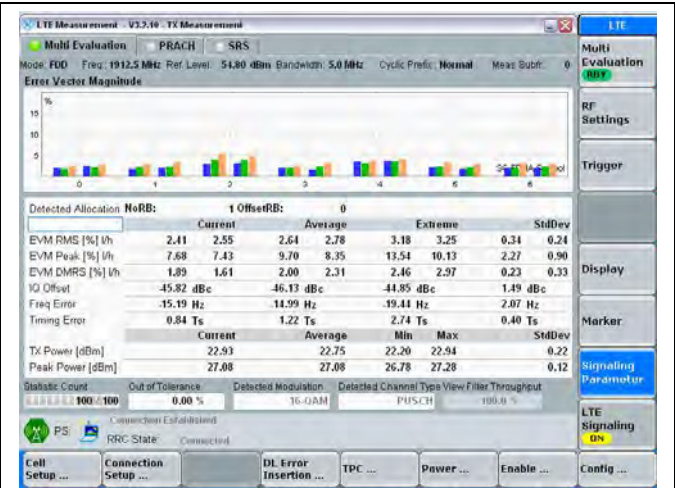 LTE Measurement - V3.2.10 - TX Measurement
LTE
Multi Evaluation PRACH SRS
Mode: FDD Freq: 1912.5 MHz Ref. Level: 54.80 dBm Bandwidth: 5.0 MHz Cyclic Prefix: Normal Meas Subfr.: 0
Error Vector Magnitude
%
15
10
5
0 1 2 3 4 5 6
Detected Allocation NoRB: 1 OffsetRB: 0
Current Average Extreme StdDev
EVM RMS [%] l/h 2.41 2.55 2.64 2.78 3.18 3.25 0.34 0.24
EVM Peak [%] l/h 7.68 7.43 9.70 8.35 13.54 10.13 2.27 0.90
EVM DMRS [%] l/h 1.89 1.61 2.00 2.31 2.46 2.97 0.23 0.33
IQ Offset -45.82 dBc -46.13 dBc -44.85 dBc 1.49 dBc
Freq Error -15.19 Hz -14.99 Hz -19.44 Hz 2.07 Hz
Timing Error 0.84 Ts 1.22 Ts 2.74 Ts 0.40 Ts
Current Average Min Max StdDev
TX Power [dBm] 22.93 22.75 22.20 22.94 0.22
Peak Power [dBm] 27.08 27.08 26.78 27.28 0.12
Statistic Count Out of Tolerance Detected Modulation Detected Channel Type View Filter Throughput
100 / 100 0.00 % 16-QAM PUSCH 100.0 %
PS: Connection Established
RRC State: Connected
Multi
Evaluation
RDY
RF
Settings
Trigger
Display
Marker
Signaling
Parameter
LTE
Signaling
ON
Cell Setup ... Connection Setup ... DL Error Insertion ... TPC ... Power ... Enable ... Config ...